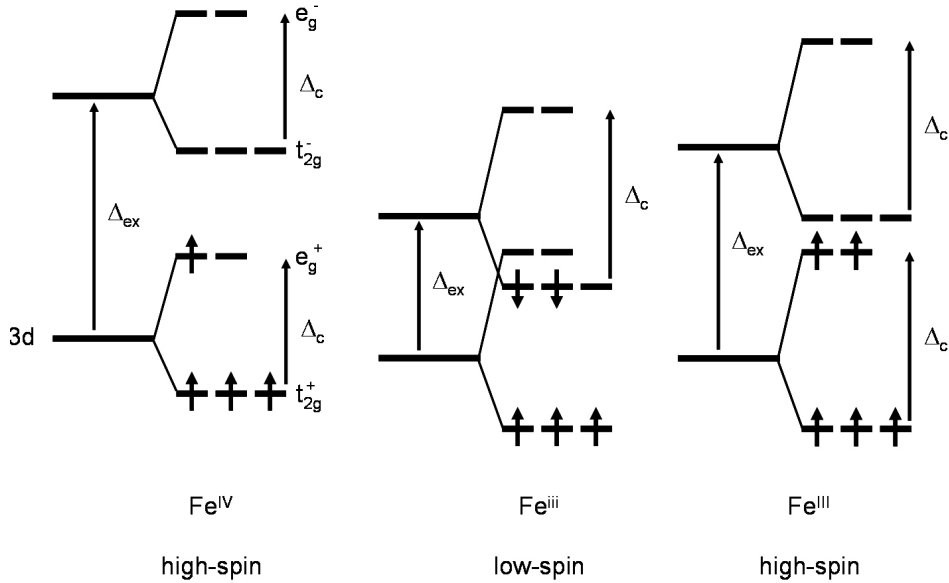 e_g^-
Δ_c
t_2g^-
Δ_ex
e_g^+
Δ_c
t_2g^+
3d
Fe^IV
high-spin
Δ_c
Δ_ex
Fe^iii
low-spin
Δ_c
Δ_ex
Δ_c
Fe^III
high-spin